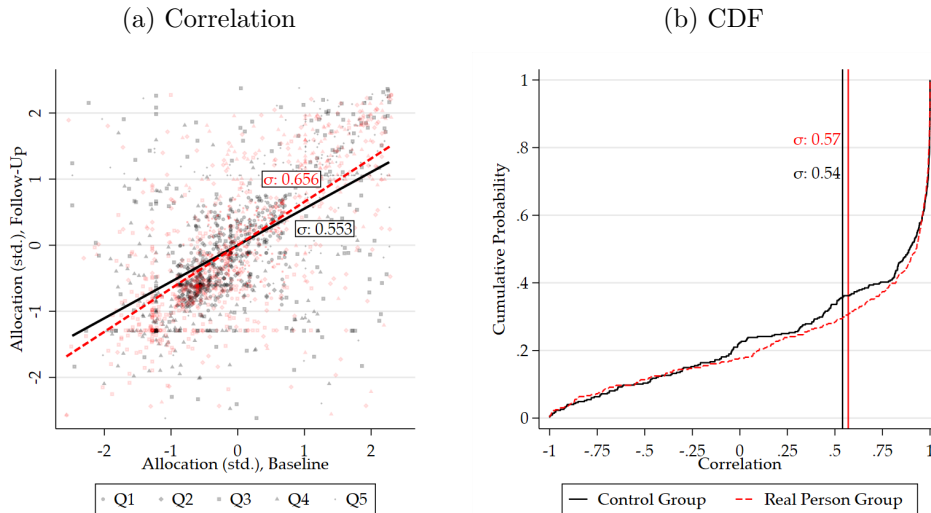 (a) Correlation
Allocation (std.), Follow-Up
2
1
0
-1
-2
σ: 0.656
σ: 0.553
-2
-1
0
1
2
Allocation (std.), Baseline
Q1
Q2
Q3
Q4
Q5
(b) CDF
Cumulative Probability
1
.8
.6
.4
.2
0
σ: 0.57
σ: 0.54
-1
-.75
-.5
-.25
0
.25
.5
.75
1
Correlation
Control Group
Real Person Group